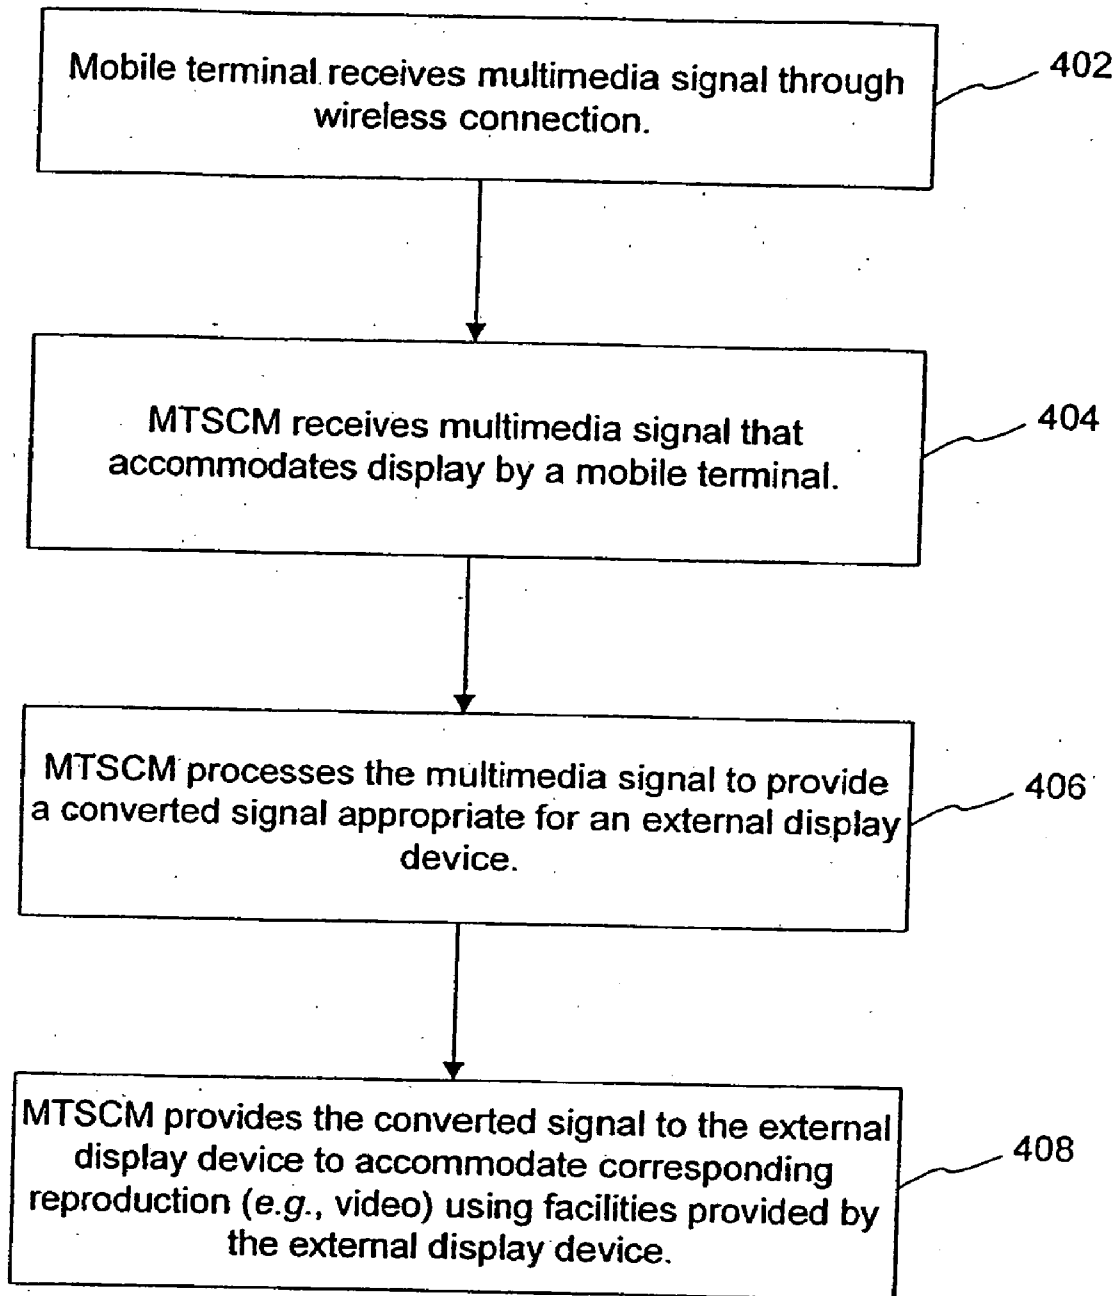 Mobile terminal receives multimedia signal through
wireless connection.
402
MTSCM receives multimedia signal that
accommodates display by a mobile terminal.
404
MTSCM processes the multimedia signal to provide
a converted signal appropriate for an external display
device.
406
MTSCM provides the converted signal to the external
display device to accommodate corresponding
reproduction (e.g., video) using facilities provided by
the external display device.
408